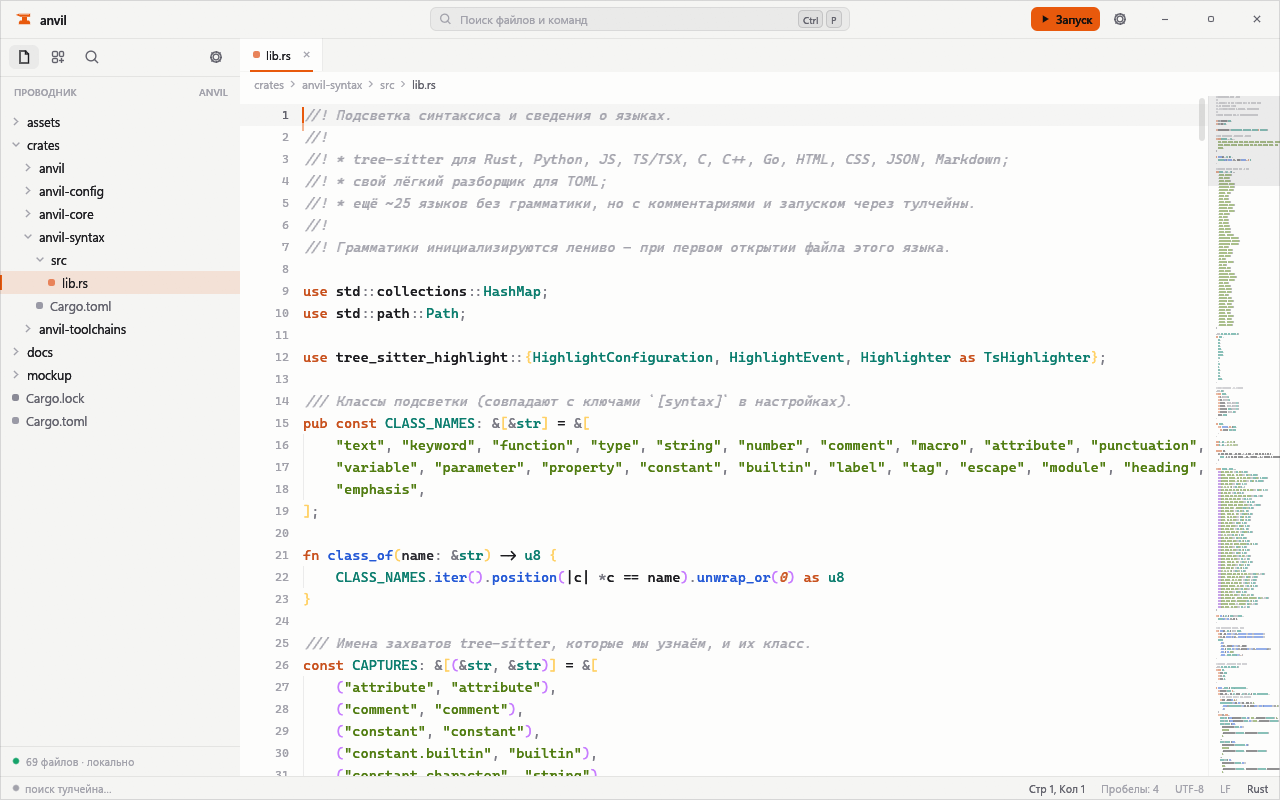 anvil
Поиск файлов и команд
Ctrl P
Запуск
lib.rs
ПРОВОДНИК ANVIL
assets
crates
anvil
anvil-config
anvil-core
anvil-syntax
src
lib.rs
Cargo.toml
anvil-toolchains
docs
mockup
Cargo.lock
Cargo.toml
69 файлов · локально
crates > anvil-syntax > src > lib.rs
1 //! Подсветка синтаксиса и сведения о языках.
2 //!
3 //! * tree-sitter для Rust, Python, JS, TS/TSX, C, C++, Go, HTML, CSS, JSON, Markdown;
4 //! * свой лёгкий разборщик для TOML;
5 //! * ещё ~25 языков без грамматики, но с комментариями и запуском через тулчейны.
6 //!
7 //! Грамматики инициализируются лениво — при первом открытии файла этого языка.
8
9 use std::collections::HashMap;
10 use std::path::Path;
11
12 use tree_sitter_highlight::{HighlightConfiguration, HighlightEvent, Highlighter as TsHighlighter};
13
14 /// Классы подсветки (совпадают с ключами `[syntax]` в настройках).
15 pub const CLASS_NAMES: &[&str] = &[
16 "text", "keyword", "function", "type", "string", "number", "comment", "macro", "attribute", "punctuation",
17 "variable", "parameter", "property", "constant", "builtin", "label", "tag", "escape", "module", "heading",
18 "emphasis",
19 ];
20
21 fn class_of(name: &str) -> u8 {
22 CLASS_NAMES.iter().position(|c| *c == name).unwrap_or(0) as u8
23 }
24
25 /// Имена захватов tree-sitter, которые мы узнаём, и их класс.
26 const CAPTURES: &[(&str, &str)] = &[
27 ("attribute", "attribute"),
28 ("comment", "comment"),
29 ("constant", "constant"),
30 ("constant.builtin", "builtin"),
31 ("constant.character", "string"),
поиск тулчейна...
Стр 1, Кол 1 Пробелы: 4 UTF-8 LF Rust